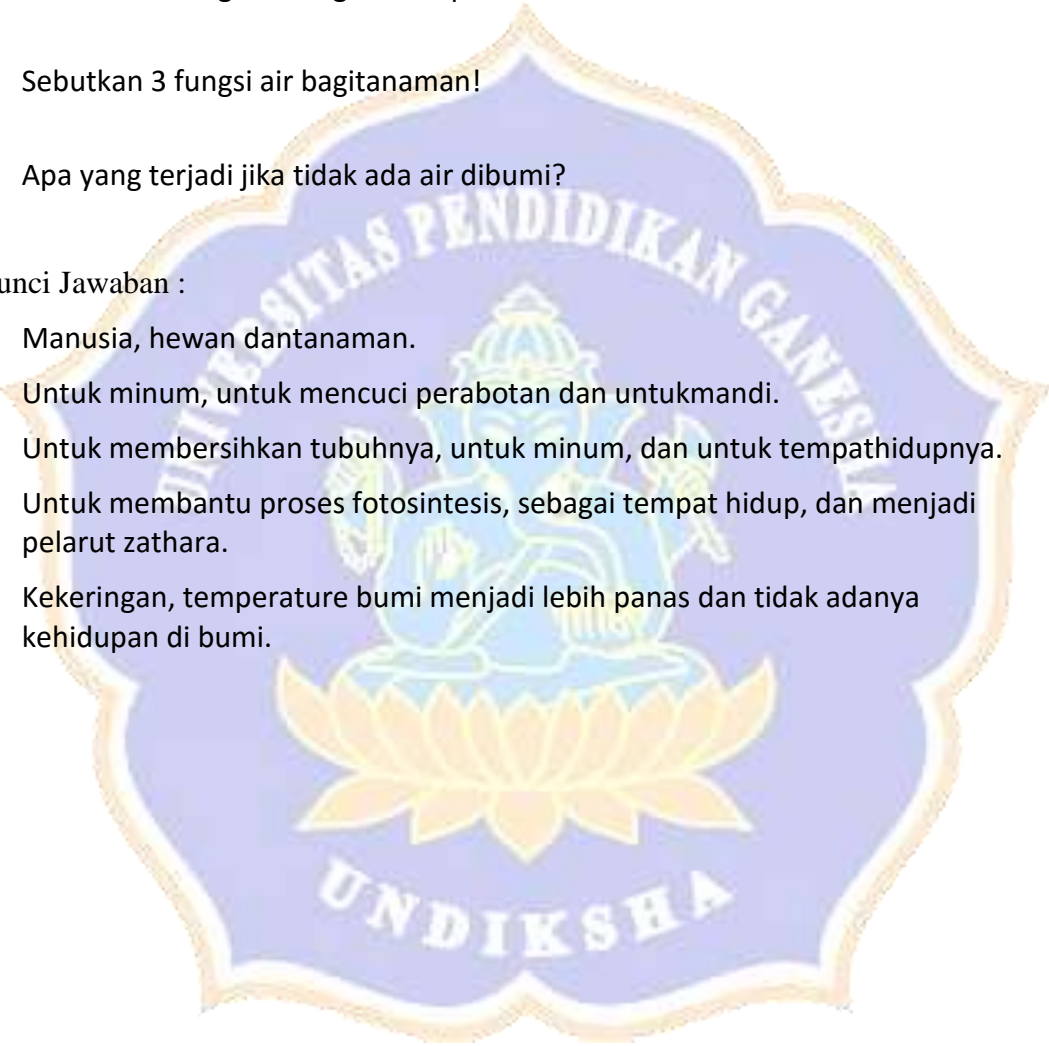 Sebutkan 3 fungsi air bagitanaman!
Apa yang terjadi jika tidak ada air dibumi?
UNIVERSITAS PENDIDIKAN GANESHA
unci Jawaban :
Manusia, hewan dantanaman.
Untuk minum, untuk mencuci perabotan dan untukmandi.
Untuk membersihkan tubuhnya, untuk minum, dan untuk tempathidupnya.
Untuk membantu proses fotosintesis, sebagai tempat hidup, dan menjadi
pelarut zathara.
Kekeringan, temperature bumi menjadi lebih panas dan tidak adanya
kehidupan di bumi.
UNDIKSHA